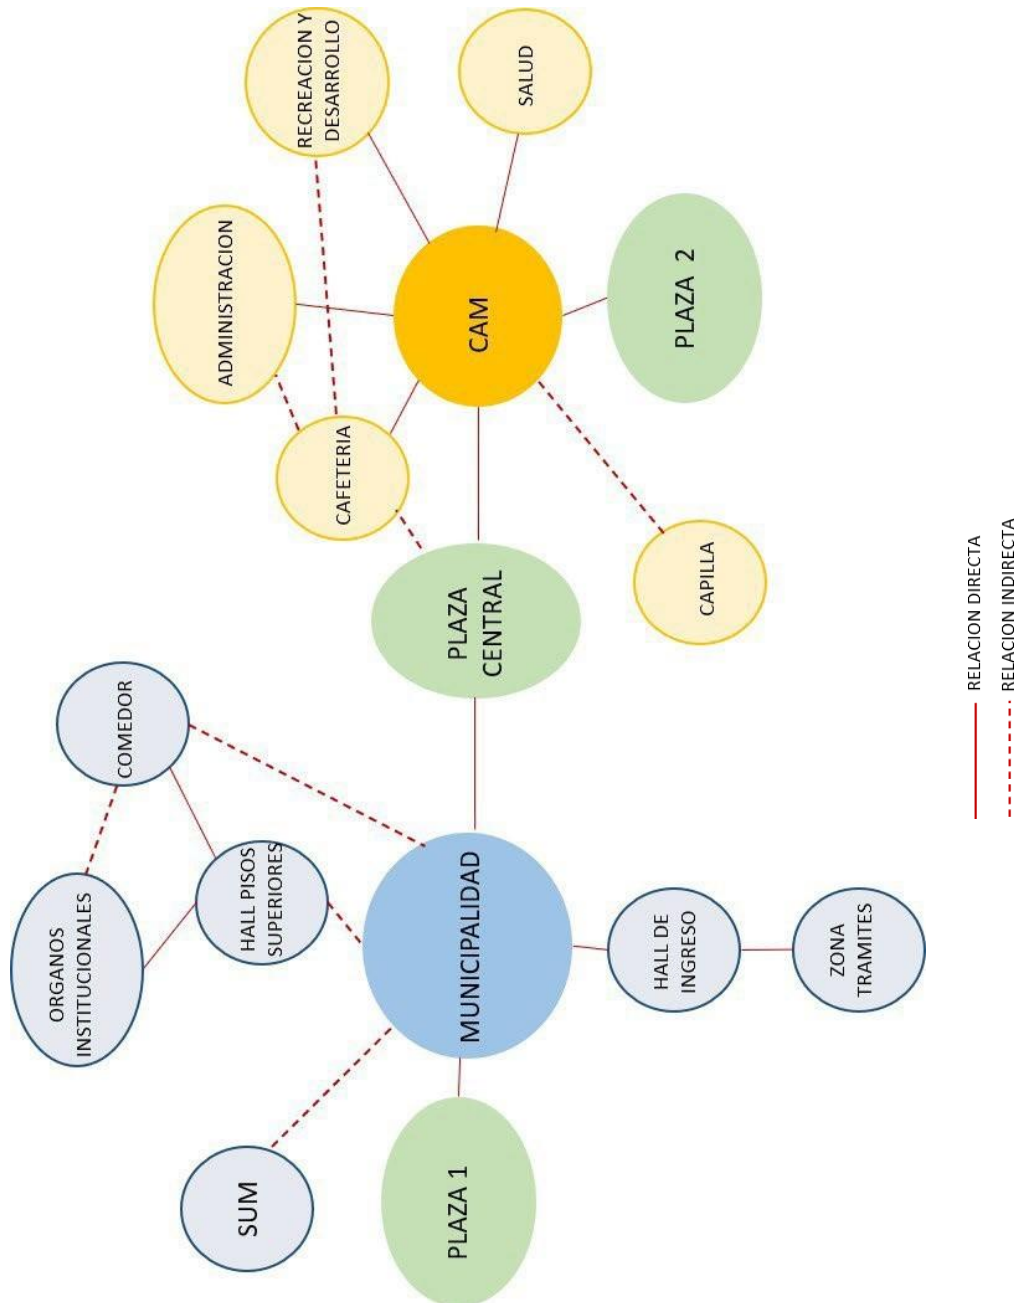 ORGANOS
INSTITUCIONALES
COMEDOR
ADMINISTRACION
RECREACION Y
DESARROLLO
SUM
HALL PISOS
SUPERIORES
CAFETERIA
SALUD
PLAZA 1
MUNICIPALIDAD
PLAZA
CENTRAL
CAM
HALL DE
INGRESO
CAPILLA
PLAZA 2
ZONA
TRAMITES
RELACION DIRECTA
RELACION INDIRECTA